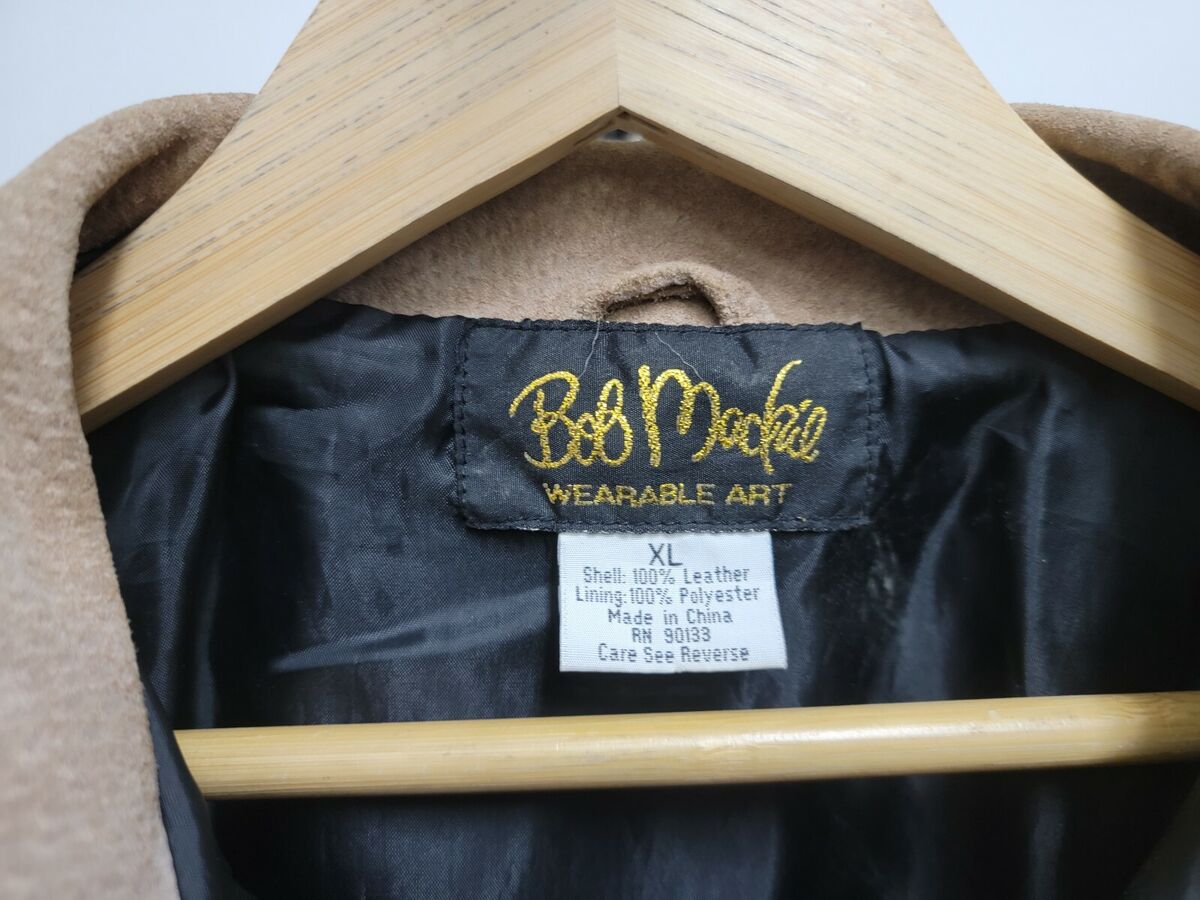 Bob Mackie
WEARABLE ART
XL
Shell: 100% Leather
Lining:100% Polyester
Made in China
RN 90133
Care See Reverse